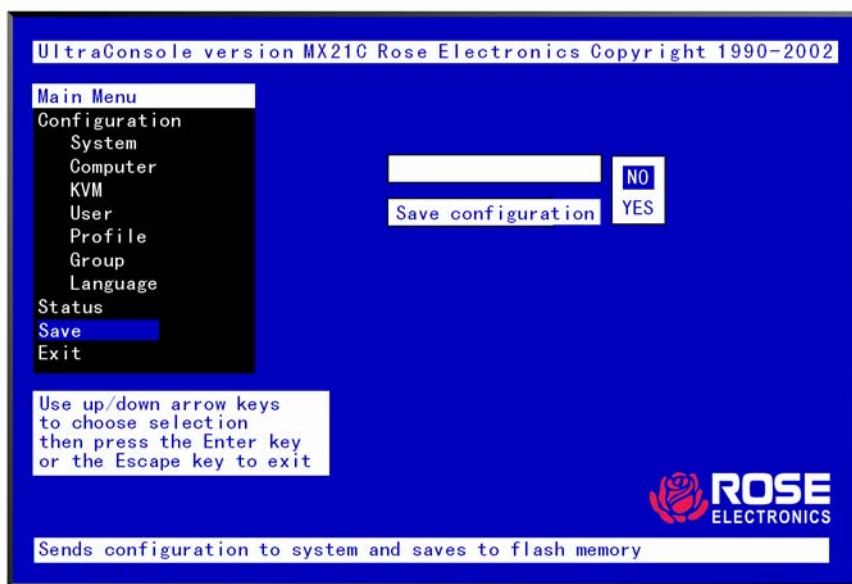 UltraConsole version MX21C Rose Electronics Copyright 1990-2002
Main Menu
Configuration
System
Computer
KVM
User
Profile
Group
Language
Status
Save
Exit
NO
YES
Save configuration
Use up/down arrow keys
to choose selection
then press the Enter key
or the Escape key to exit
ROSE
ELECTRONICS
Sends configuration to system and saves to flash memory